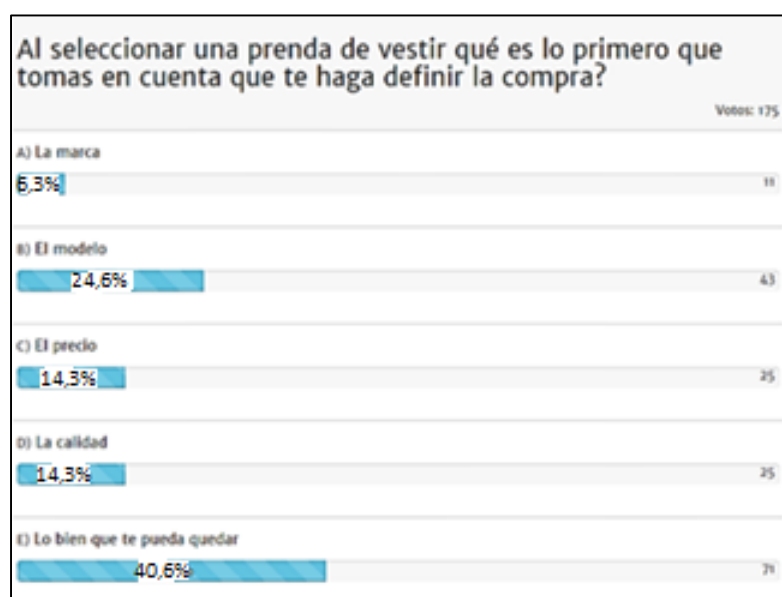 Al seleccionar una prenda de vestir qué es lo primero que
tomas en cuenta que te haga definir la compra?
Votos: 175
A) La marca
6,3%
11
B) El modelo
24,6%
43
C) El precio
14,3%
25
D) La calidad
14,3%
25
E) Lo bien que te pueda quedar
40,6%
71